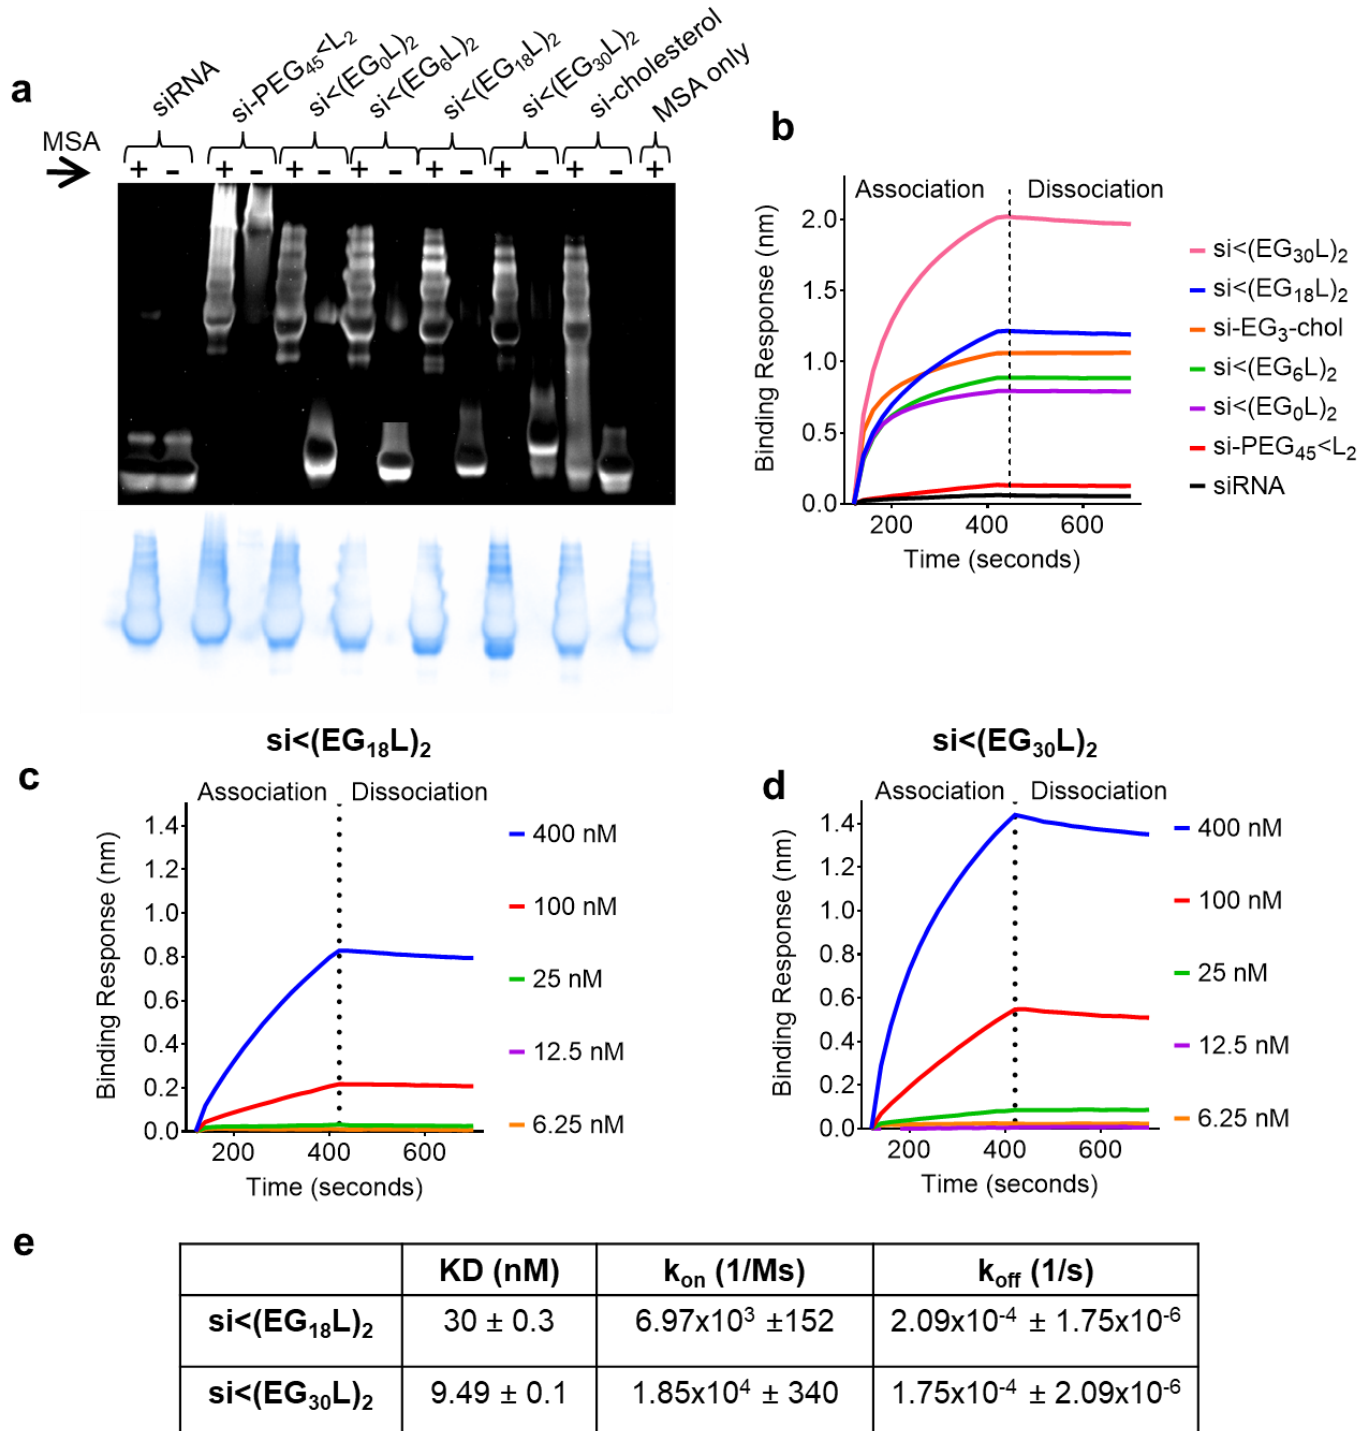 a
MSA
siRNA
si-PEG₄₅<L₂
si<(EG₀L)₂
si<(EG₆L)₂
si<(EG₁₈L)₂
si<(EG₃₀L)₂
si-cholesterol
MSA only
+ - + - + - + - + - + - + - +
b
Association Dissociation
Binding Response (nm)
2.0
1.5
1.0
0.5
0.0
200 400 600
Time (seconds)
si<(EG₃₀L)₂
si<(EG₁₈L)₂
si-EG₃-chol
si<(EG₆L)₂
si<(EG₀L)₂
si-PEG₄₅<L₂
siRNA
si<(EG₁₈L)₂
c
Association Dissociation
Binding Response (nm)
1.4
1.2
1.0
0.8
0.6
0.4
0.2
0.0
200 400 600
Time (seconds)
400 nM
100 nM
25 nM
12.5 nM
6.25 nM
si<(EG₃₀L)₂
d
Association Dissociation
Binding Response (nm)
1.4
1.2
1.0
0.8
0.6
0.4
0.2
0.0
200 400 600
Time (seconds)
400 nM
100 nM
25 nM
12.5 nM
6.25 nM
e
KD (nM) kₒₙ (1/Ms) kₒff (1/s)
si<(EG₁₈L)₂ 30 ± 0.3 6.97x10³ ±152 2.09x10⁻⁴ ± 1.75x10⁻⁶
si<(EG₃₀L)₂ 9.49 ± 0.1 1.85x10⁴ ± 340 1.75x10⁻⁴ ± 2.09x10⁻⁶